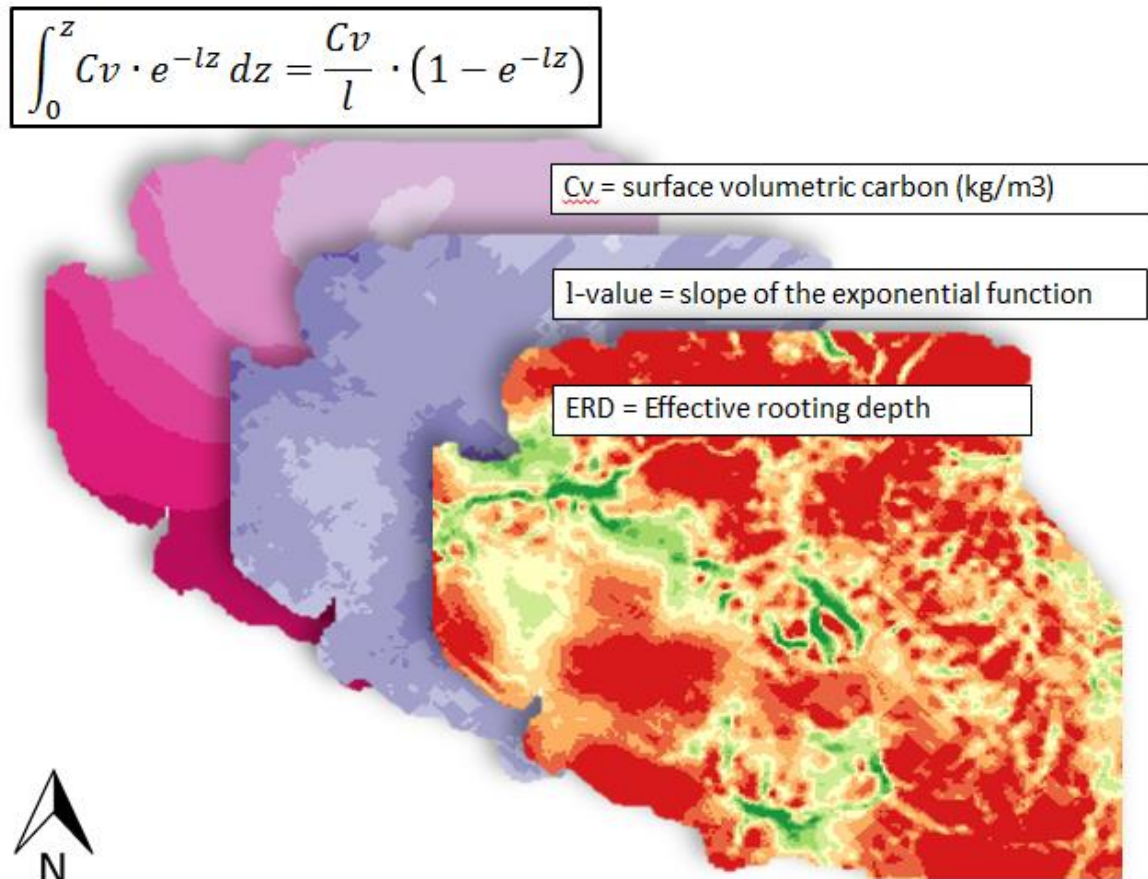 ∫₀ᶻ Cv · e⁻ˡᶻ dz = Cv/l · (1 − e⁻ˡᶻ)
Cv = surface volumetric carbon (kg/m3)
l-value = slope of the exponential function
ERD = Effective rooting depth
N